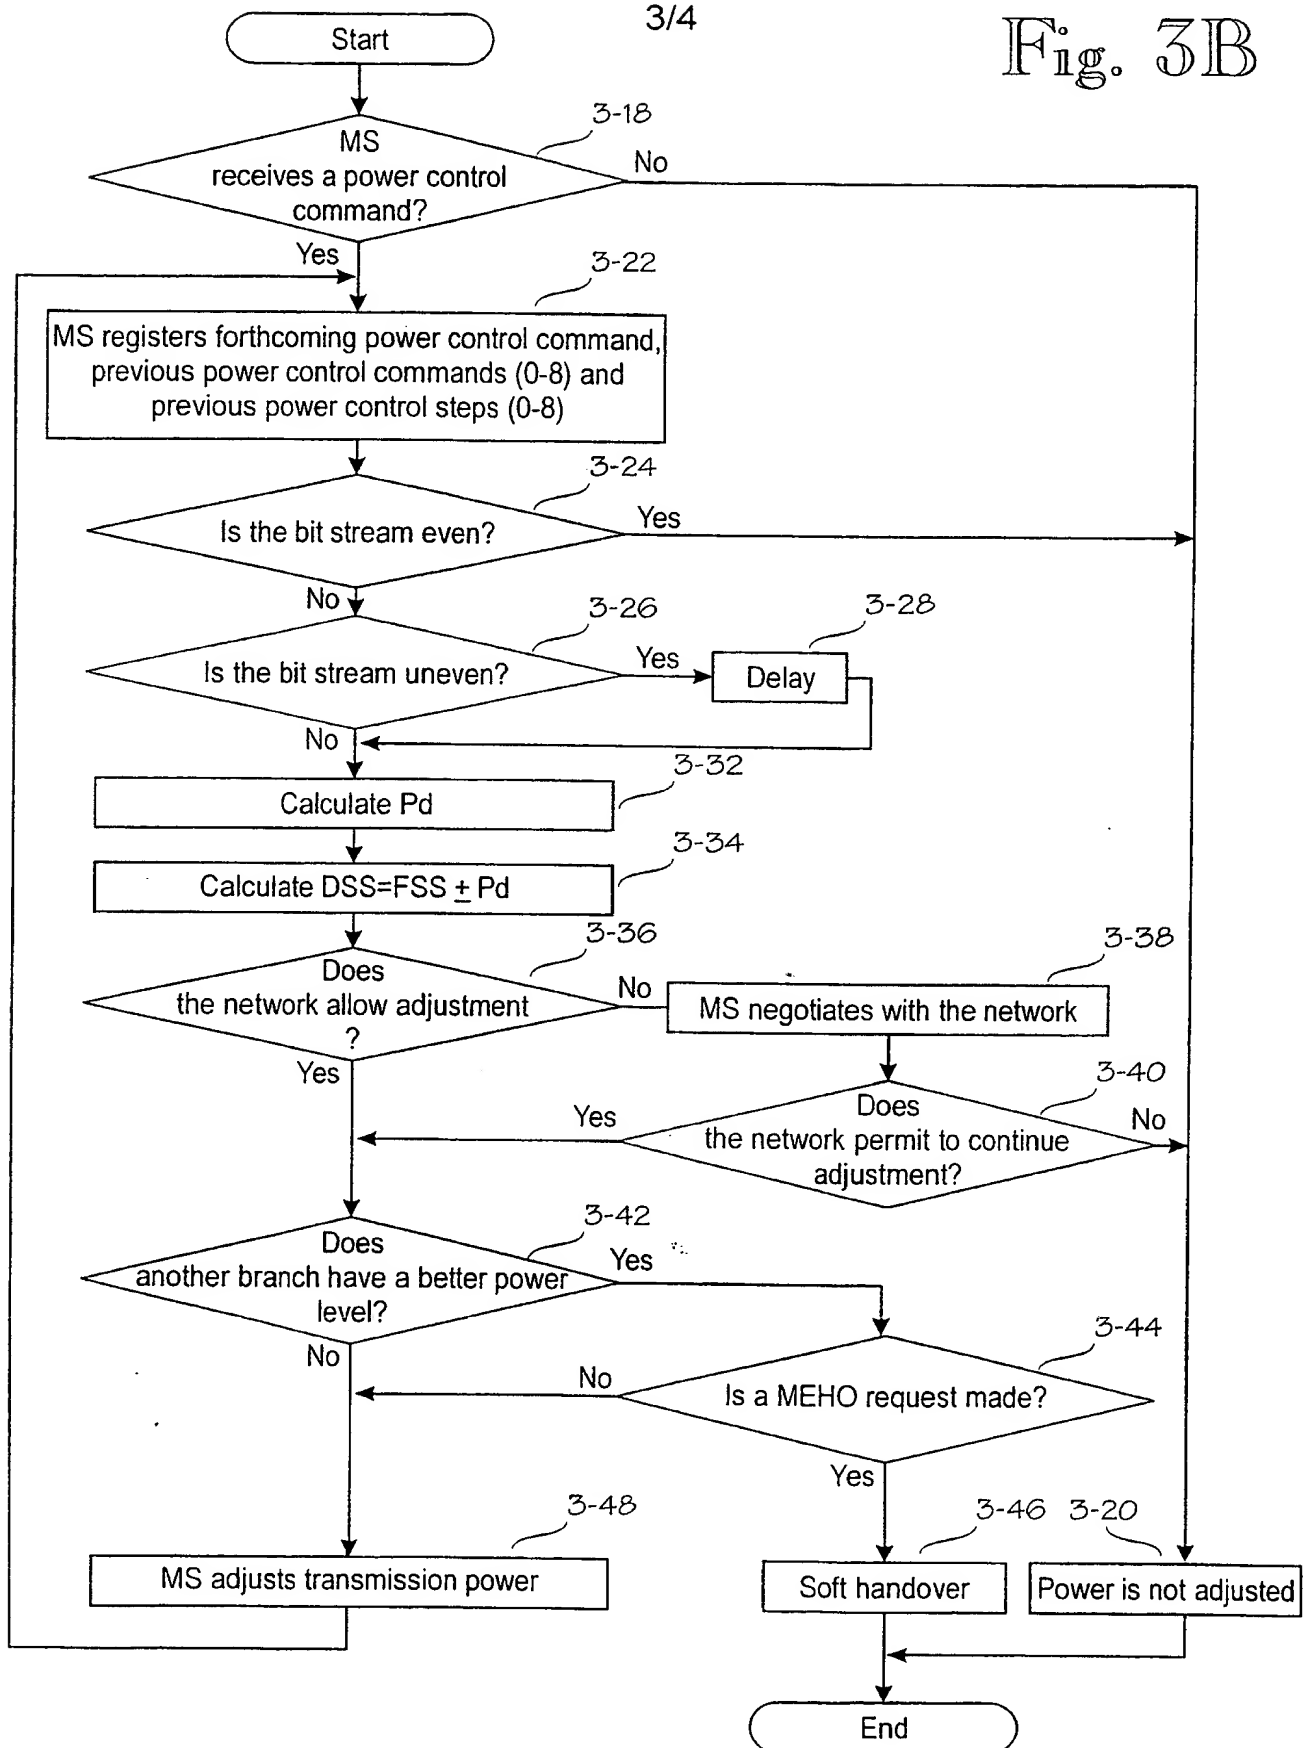 3/4
Fig. 3B
Start
3-18
MS
receives a power control
command?
No
Yes
3-22
MS registers forthcoming power control command,
previous power control commands (0-8) and
previous power control steps (0-8)
3-24
Is the bit stream even?
Yes
No
3-26
3-28
Is the bit stream uneven?
Yes
Delay
No
3-32
Calculate Pd
3-34
Calculate DSS=FSS ± Pd
3-36
3-38
Does
the network allow adjustment
?
No
MS negotiates with the network
Yes
3-40
Does
the network permit to continue
adjustment?
Yes
No
3-42
Does
another branch have a better power
level?
Yes
No
3-44
Is a MEHO request made?
No
Yes
3-48
3-46
3-20
MS adjusts transmission power
Soft handover
Power is not adjusted
End